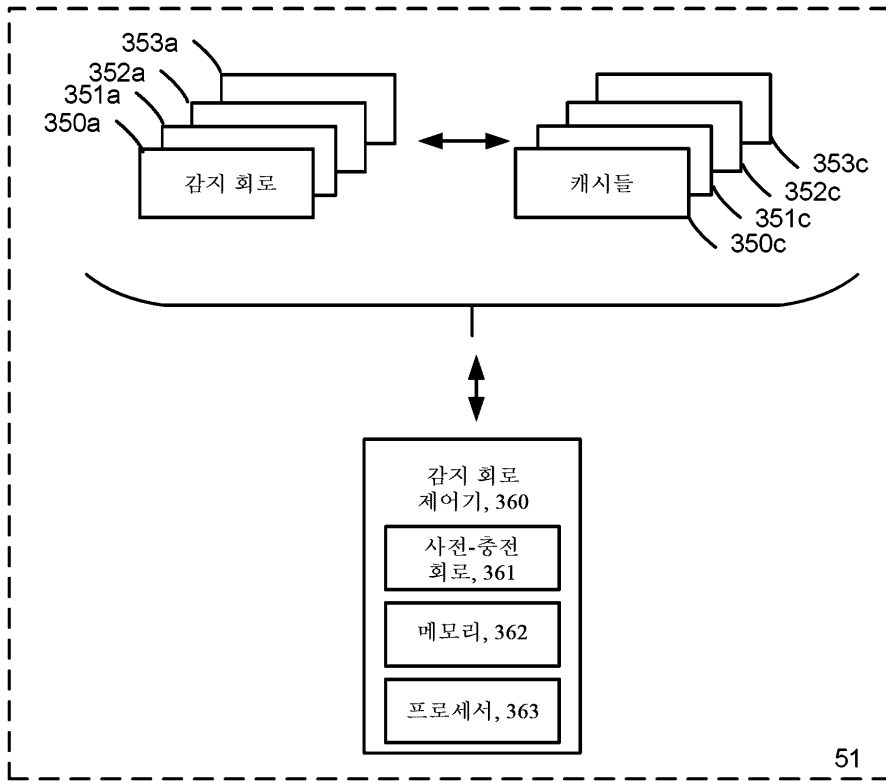 353a
352a
351a
350a
감지 회로
캐시들
353c
352c
351c
350c
감지 회로
제어기, 360
사전-충전
회로, 361
메모리, 362
프로세서, 363
51